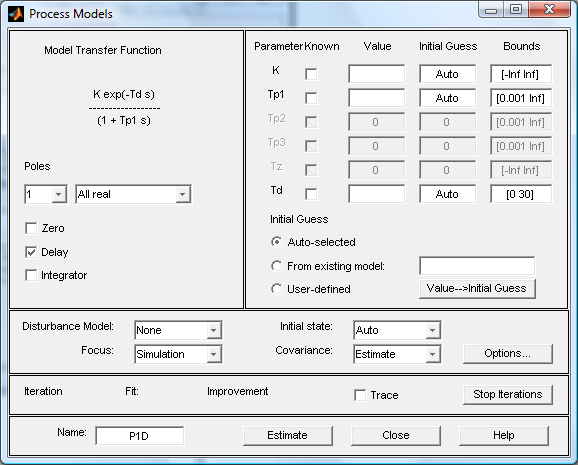 Process Models
Model Transfer Function
K exp(-Td s)
------------------
(1 + Tp1 s)
Poles
1 All real
Zero
Delay
Integrator
Parameter Known Value Initial Guess Bounds
K Auto [-Inf Inf]
Tp1 Auto [0.001 Inf]
Tp2 0 0 [0.001 Inf]
Tp3 0 0 [0.001 Inf]
Tz 0 0 [-Inf Inf]
Td Auto [0 30]
Initial Guess
Auto-selected
From existing model:
User-defined Value-->Initial Guess
Disturbance Model: None Initial state: Auto
Focus: Simulation Covariance: Estimate Options...
Iteration Fit: Improvement Trace Stop Iterations
Name: P1D Estimate Close Help